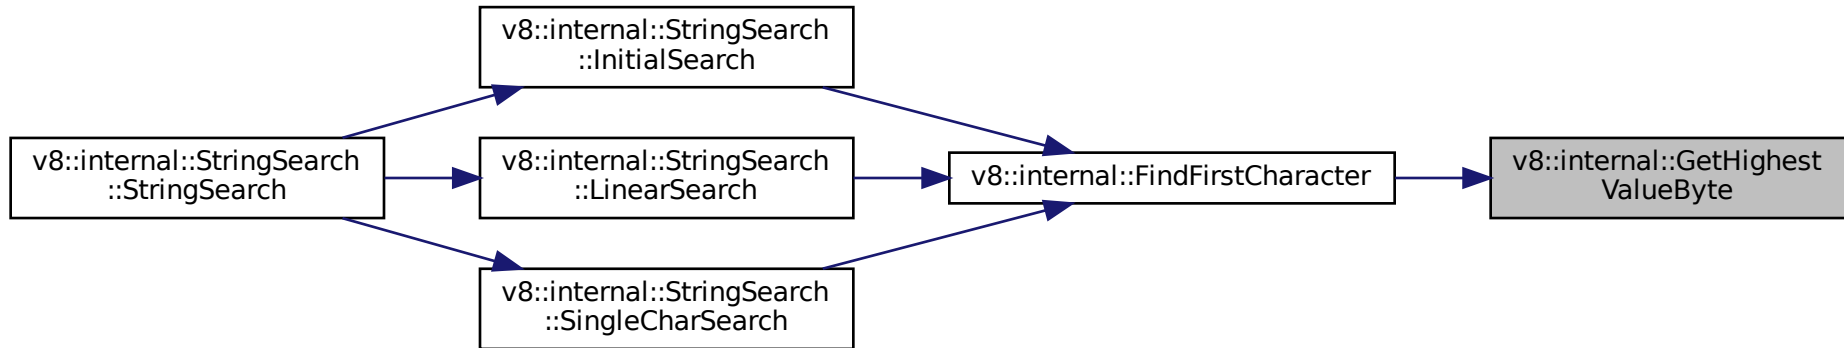 v8::internal::StringSearch
::StringSearch
v8::internal::StringSearch
::InitialSearch
v8::internal::StringSearch
::LinearSearch
v8::internal::StringSearch
::SingleCharSearch
v8::internal::FindFirstCharacter
v8::internal::GetHighest
ValueByte